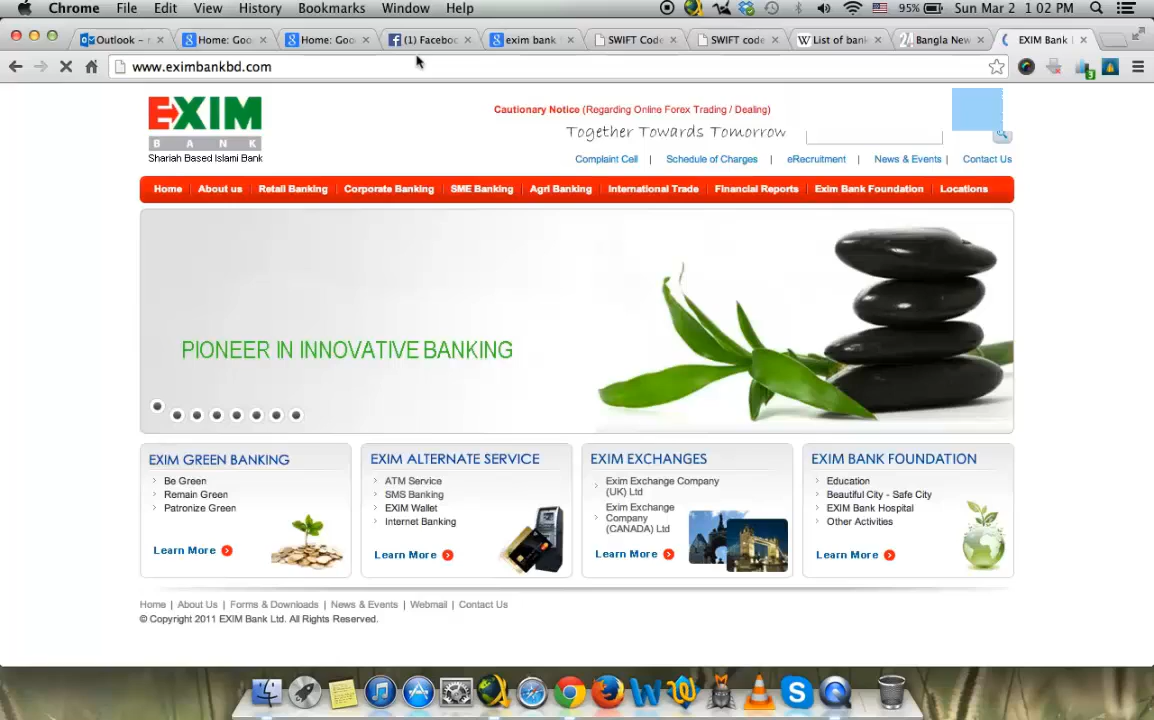 Chrome File Edit View History Bookmarks Window Help 95% Sun Mar 2 1:02 PM
Outlook – Home: Goo Home: Goo (1) Faceboo exim bank SWIFT Code SWIFT code List of ban Bangla New EXIM Bank
www.eximbankbd.com
3
EXIM
BANK
Shariah Based Islami Bank
Cautionary Notice (Regarding Online Forex Trading / Dealing)
Together Towards Tomorrow
Complaint Cell | Schedule of Charges | eRecruitment | News & Events | Contact Us
Home About us Retail Banking Corporate Banking SME Banking Agri Banking International Trade Financial Reports Exim Bank Foundation Locations
PIONEER IN INNOVATIVE BANKING
EXIM GREEN BANKING
Be Green
Remain Green
Patronize Green
Learn More
EXIM ALTERNATE SERVICE
ATM Service
SMS Banking
EXIM Wallet
Internet Banking
Learn More
EXIM EXCHANGES
Exim Exchange Company
(UK) Ltd
Exim Exchange
Company
(CANADA) Ltd
Learn More
EXIM BANK FOUNDATION
Education
Beautiful City - Safe City
EXIM Bank Hospital
Other Activities
Learn More
Home | About Us | Forms & Downloads | News & Events | Webmail | Contact Us
© Copyright 2011 EXIM Bank Ltd. All Rights Reserved.